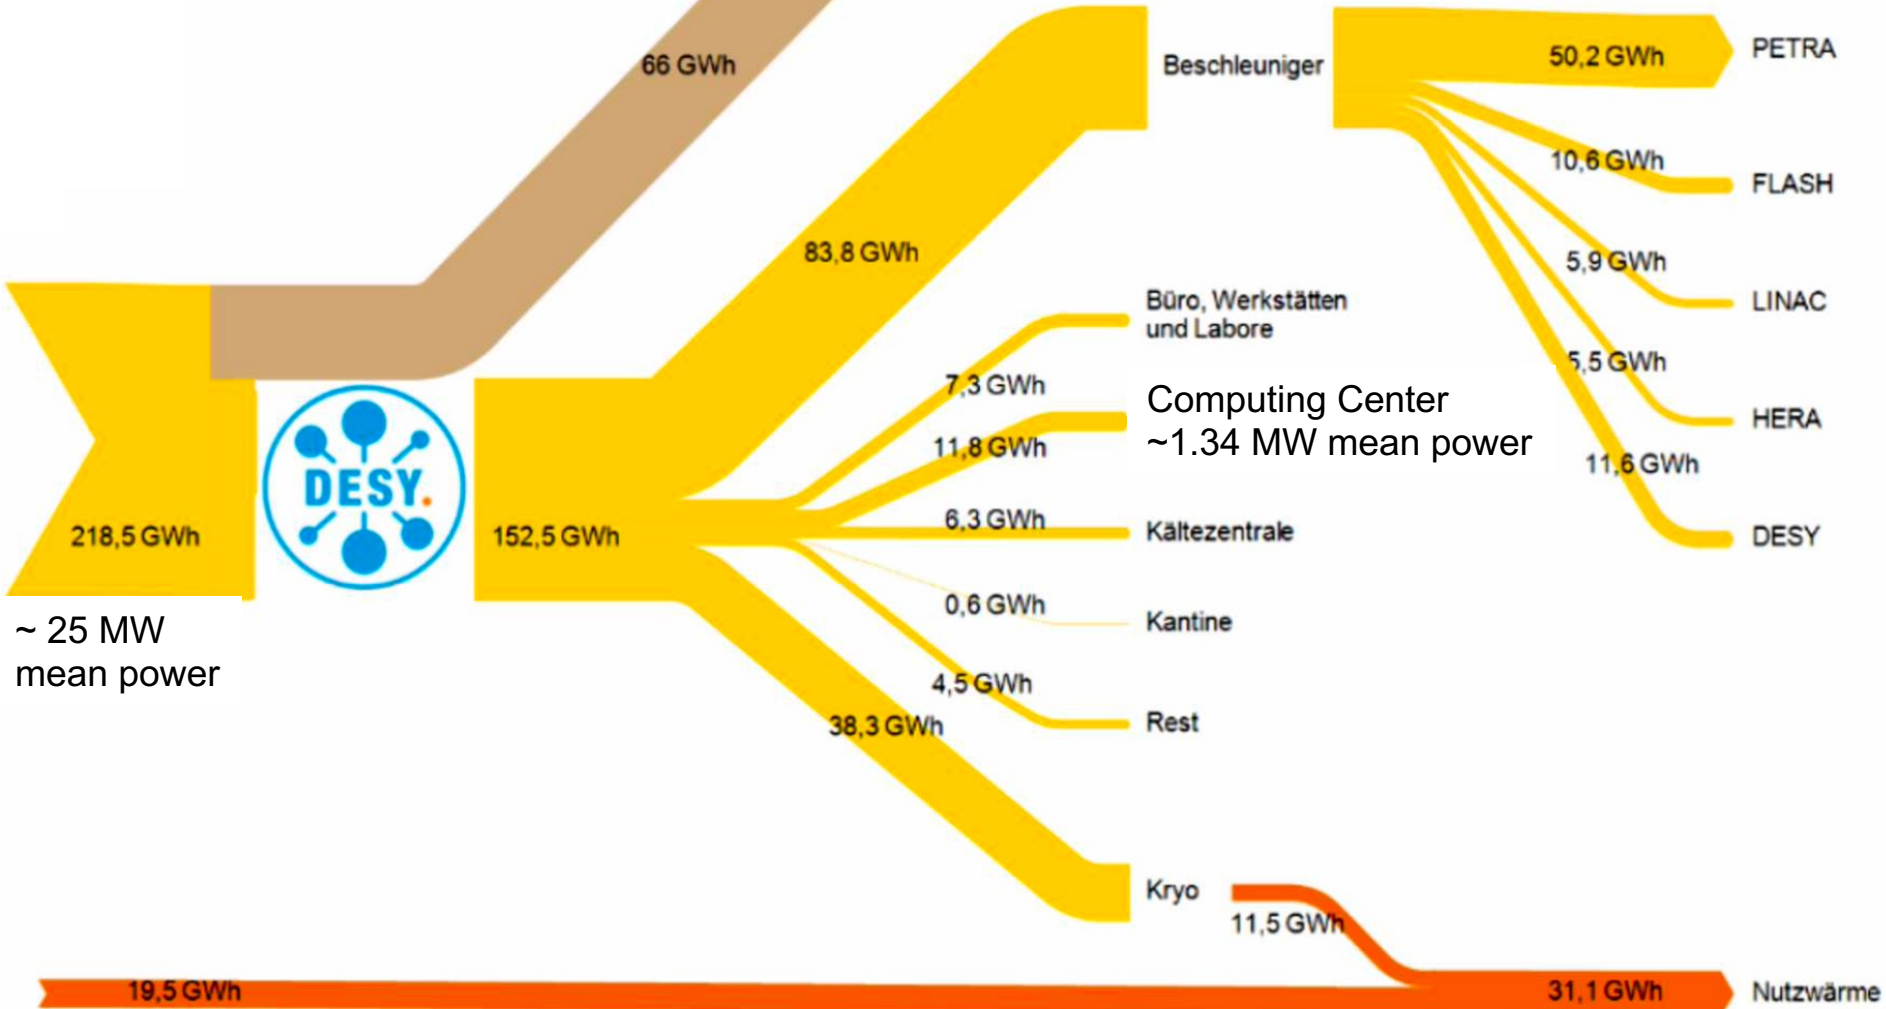 66 GWh
Beschleuniger
50,2 GWh
PETRA
10,6 GWh
FLASH
83,8 GWh
5,9 GWh
LINAC
Büro, Werkstätten
und Labore
7,3 GWh
5,5 GWh
HERA
Computing Center
~1.34 MW mean power
11,8 GWh
11,6 GWh
DESY
DESY.
218,5 GWh
152,5 GWh
6,3 GWh
Kältezentrale
0,6 GWh
Kantine
~ 25 MW
mean power
4,5 GWh
Rest
38,3 GWh
Kryo
11,5 GWh
19,5 GWh
31,1 GWh
Nutzwärme